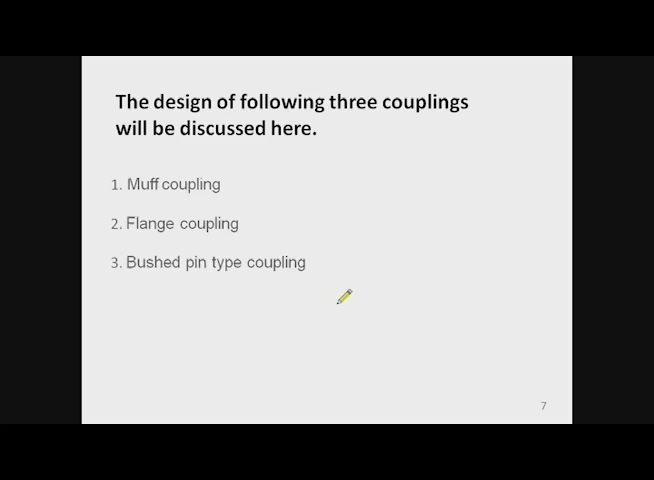 The design of following three couplings
will be discussed here.
1. Muff coupling
2. Flange coupling
3. Bushed pin type coupling
7